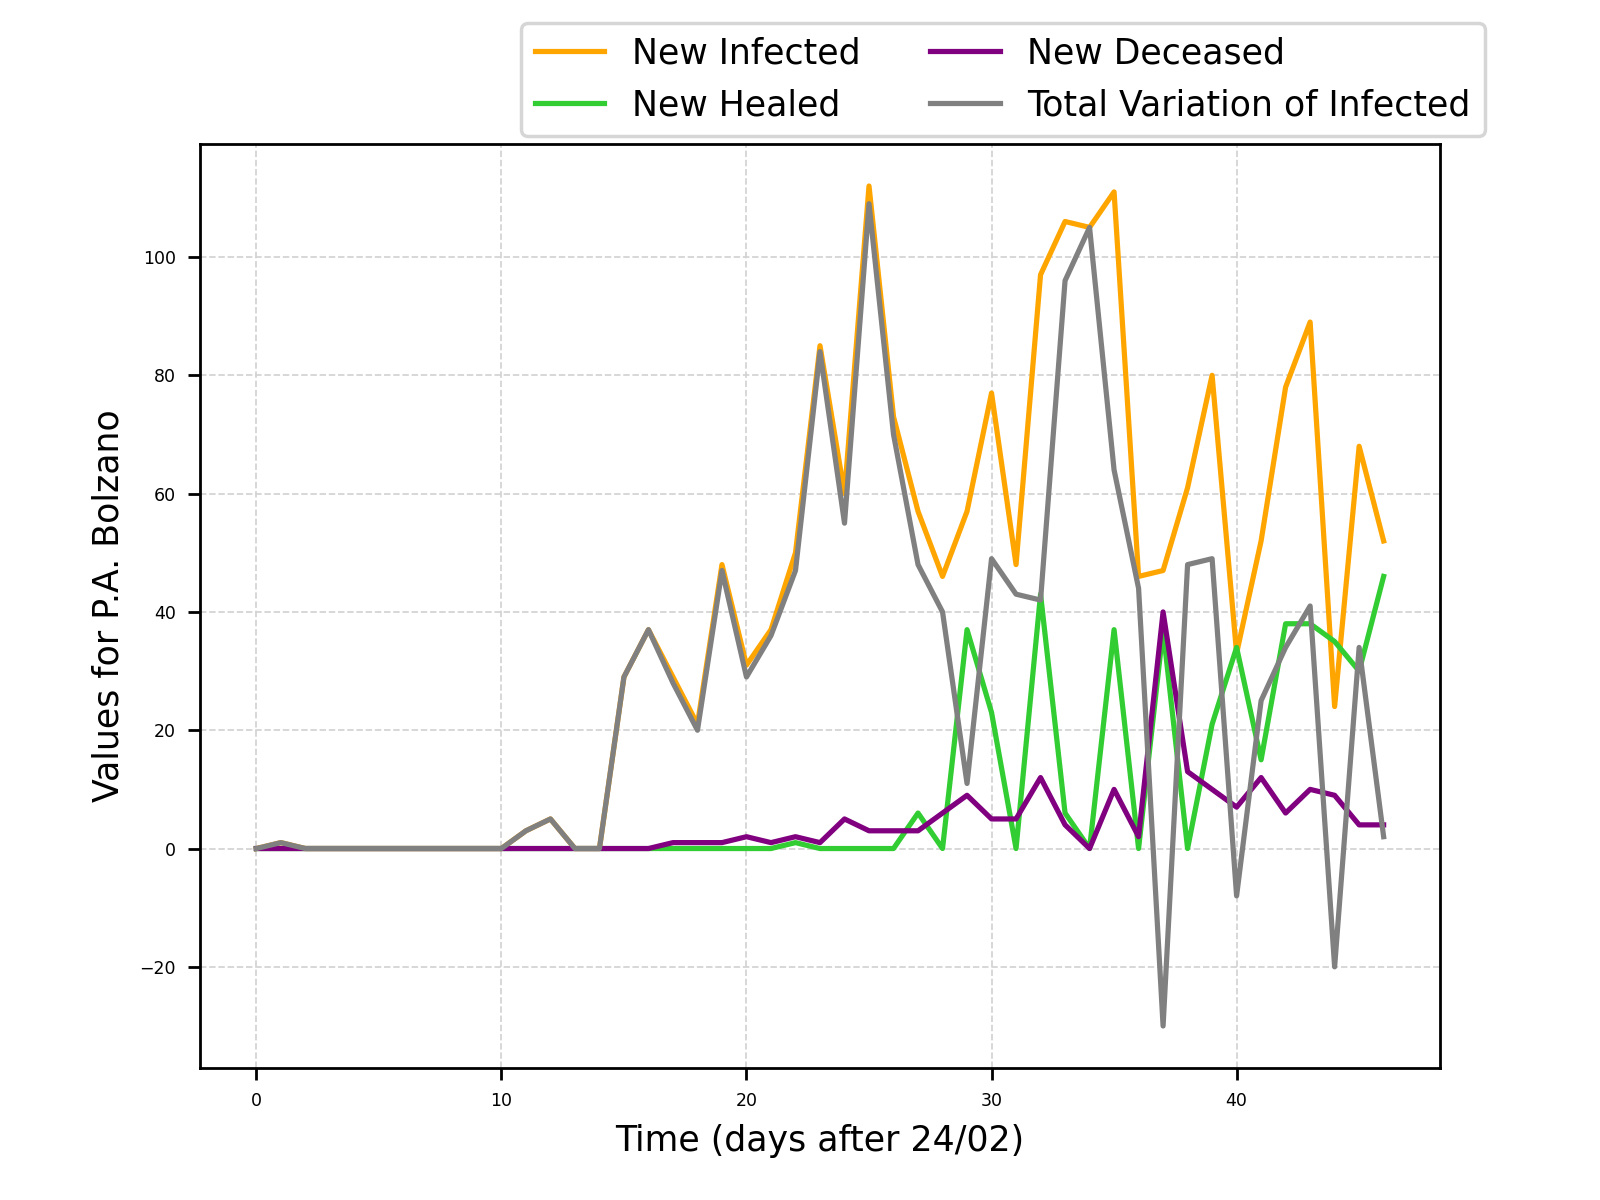 New Infected
New Healed
New Deceased
Total Variation of Infected
Values for P.A. Bolzano
100
80
60
40
20
0
−20
0 10 20 30 40
Time (days after 24/02)